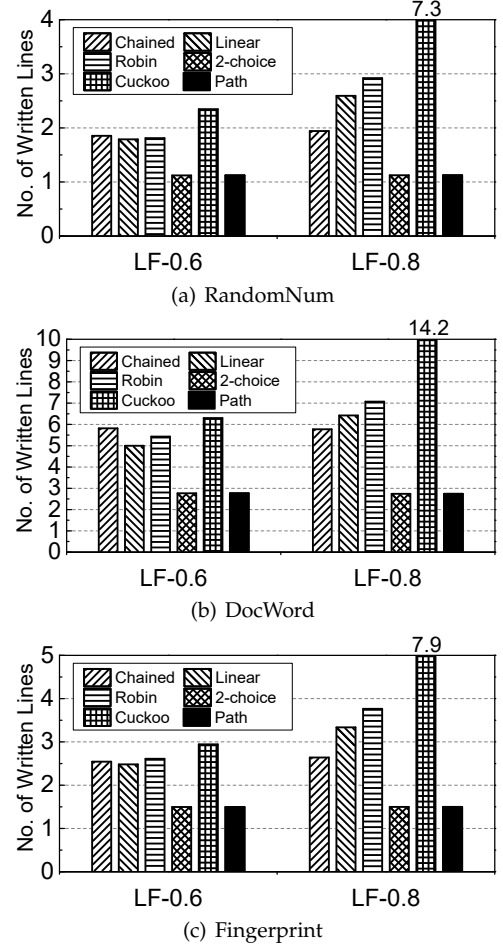 7.3
4
3
2
1
0
No. of Written Lines
Chained Linear
Robin 2-choice
Cuckoo Path
LF-0.6 LF-0.8
(a) RandomNum
14.2
10
9
8
7
6
5
4
3
2
1
0
No. of Written Lines
Chained Linear
Robin 2-choice
Cuckoo Path
LF-0.6 LF-0.8
(b) DocWord
7.9
5
4
3
2
1
0
No. of Written Lines
Chained Linear
Robin 2-choice
Cuckoo Path
LF-0.6 LF-0.8
(c) Fingerprint